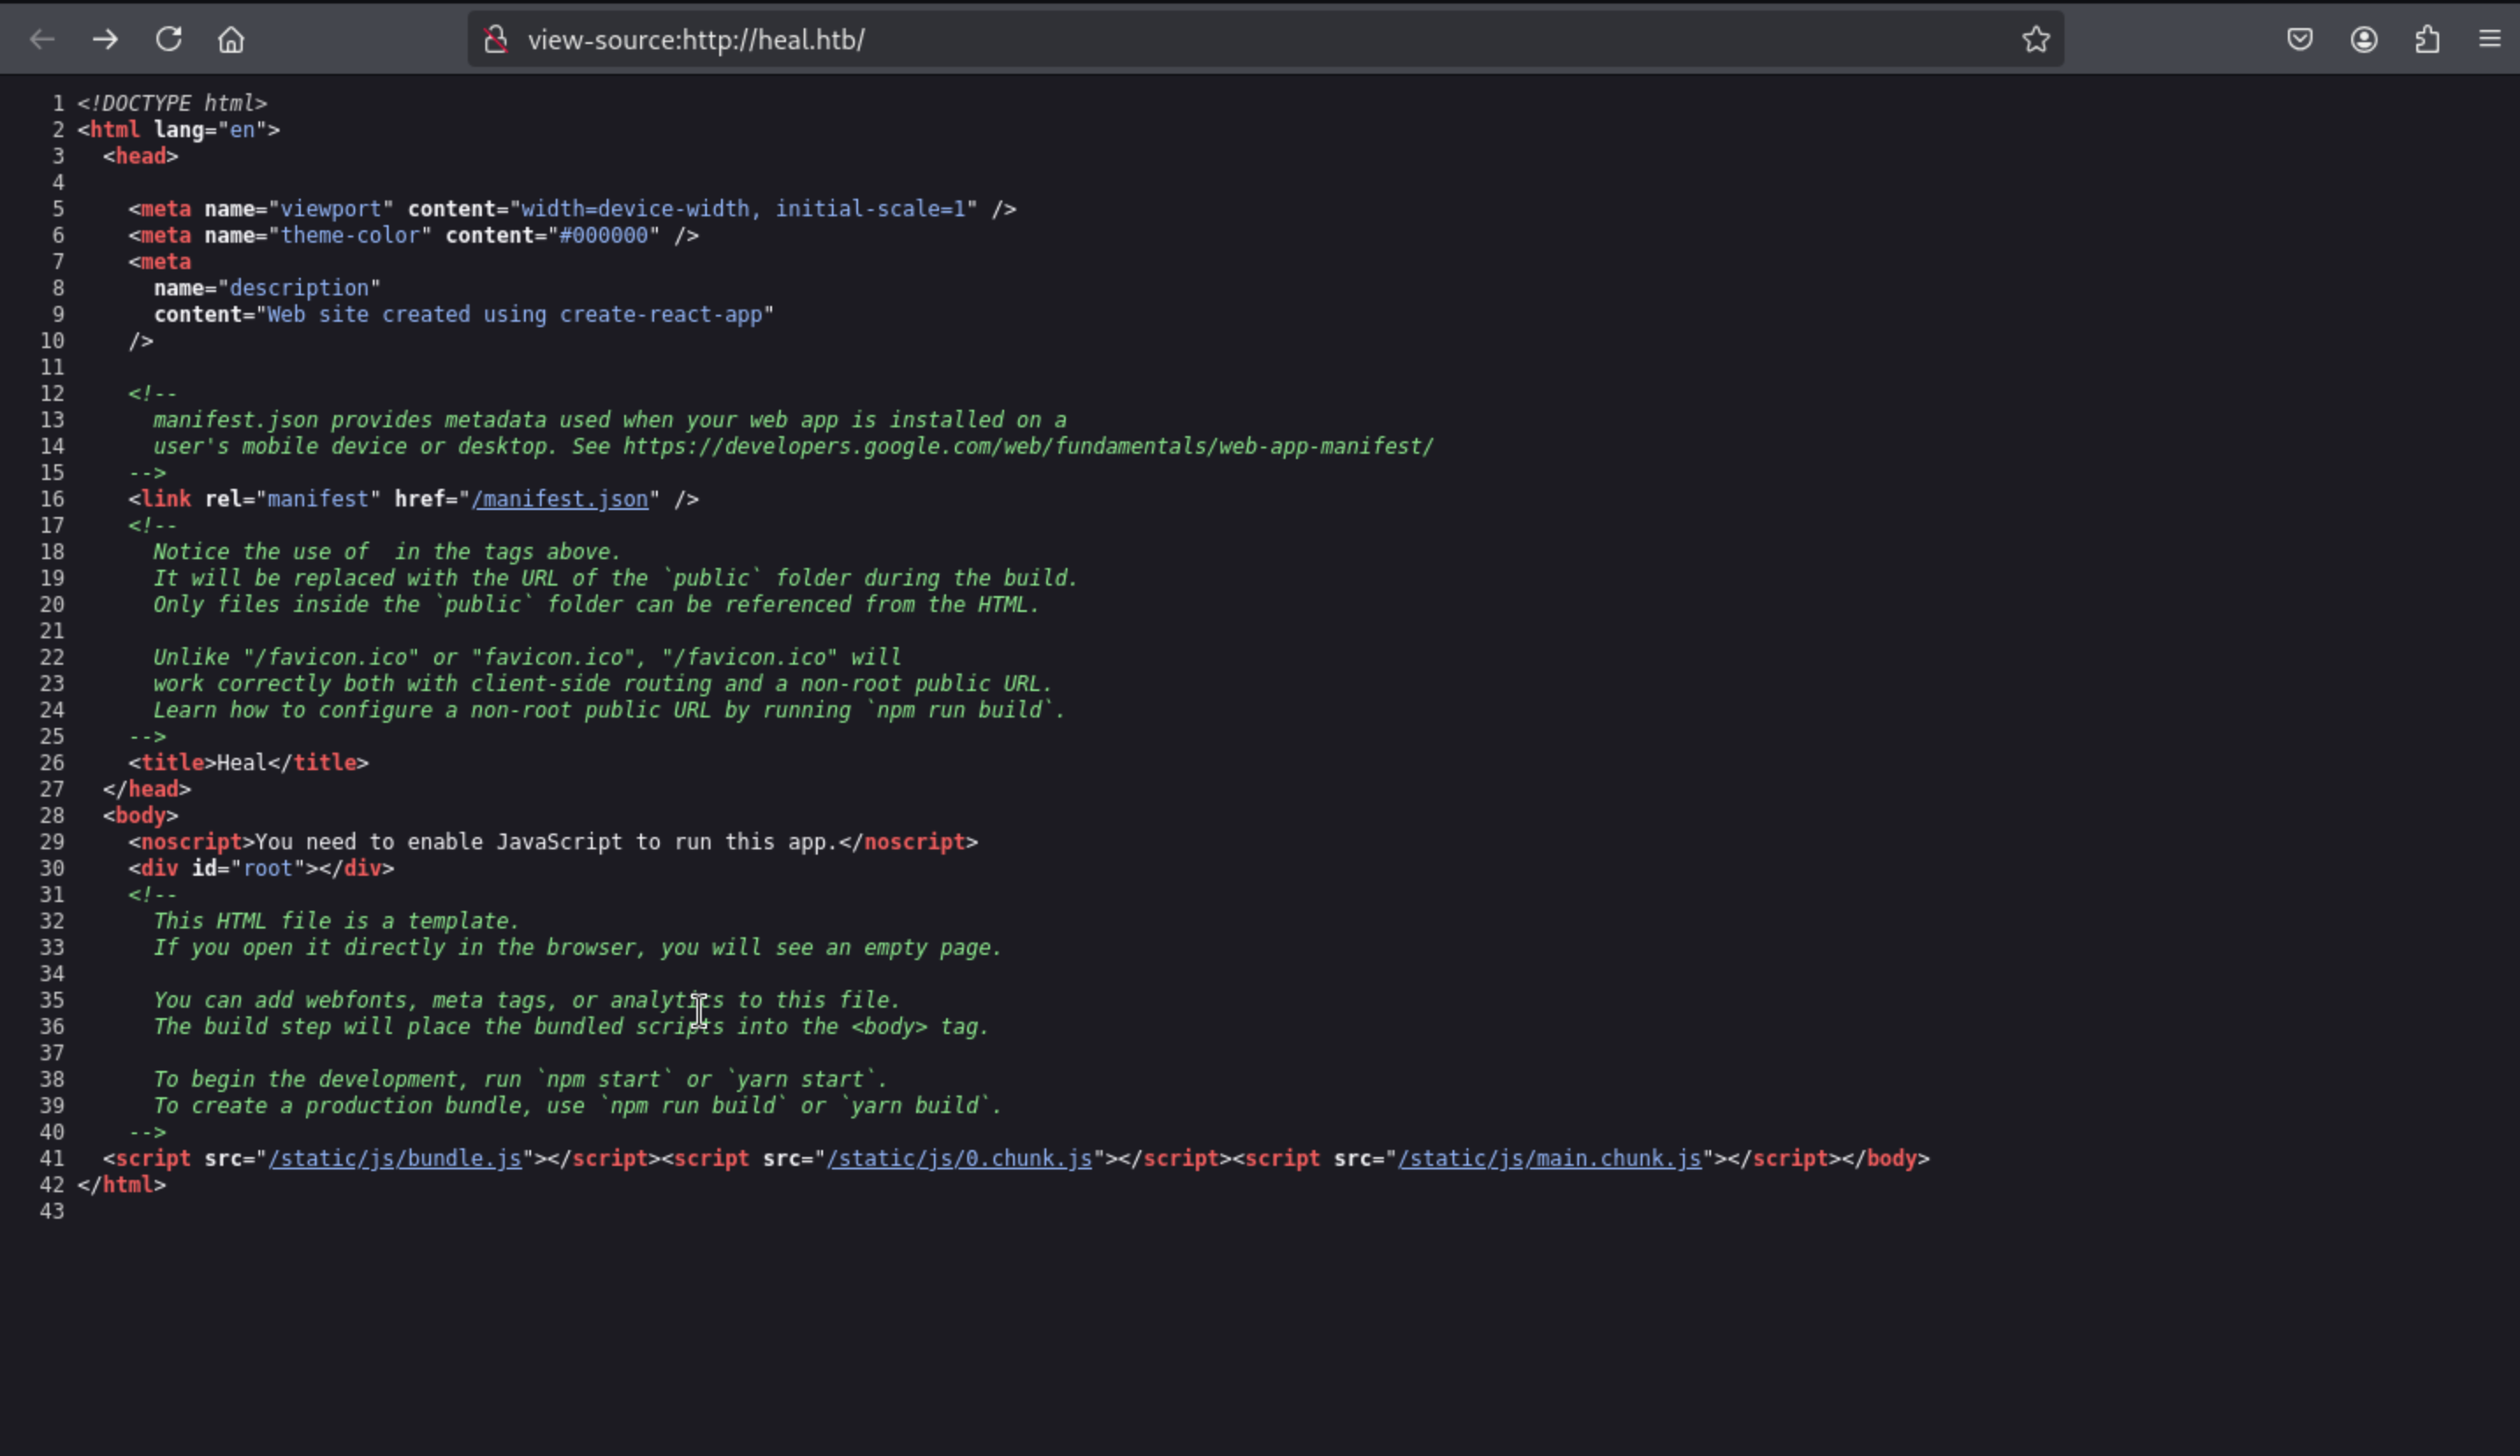 view-source:http://heal.htb/
1 <!DOCTYPE html>
2 <html lang="en">
3   <head>
4
5     <meta name="viewport" content="width=device-width, initial-scale=1" />
6     <meta name="theme-color" content="#000000" />
7     <meta
8       name="description"
9       content="Web site created using create-react-app"
10     />
11
12     <!--
13       manifest.json provides metadata used when your web app is installed on a
14       user's mobile device or desktop. See https://developers.google.com/web/fundamentals/web-app-manifest/
15     -->
16     <link rel="manifest" href="/manifest.json" />
17     <!--
18       Notice the use of  in the tags above.
19       It will be replaced with the URL of the `public` folder during the build.
20       Only files inside the `public` folder can be referenced from the HTML.
21
22       Unlike "/favicon.ico" or "favicon.ico", "/favicon.ico" will
23       work correctly both with client-side routing and a non-root public URL.
24       Learn how to configure a non-root public URL by running `npm run build`.
25     -->
26     <title>Heal</title>
27   </head>
28   <body>
29     <noscript>You need to enable JavaScript to run this app.</noscript>
30     <div id="root"></div>
31     <!--
32       This HTML file is a template.
33       If you open it directly in the browser, you will see an empty page.
34
35       You can add webfonts, meta tags, or analytics to this file.
36       The build step will place the bundled scripts into the <body> tag.
37
38       To begin the development, run `npm start` or `yarn start`.
39       To create a production bundle, use `npm run build` or `yarn build`.
40     -->
41   <script src="/static/js/bundle.js"></script><script src="/static/js/0.chunk.js"></script><script src="/static/js/main.chunk.js"></script></body>
42 </html>
43